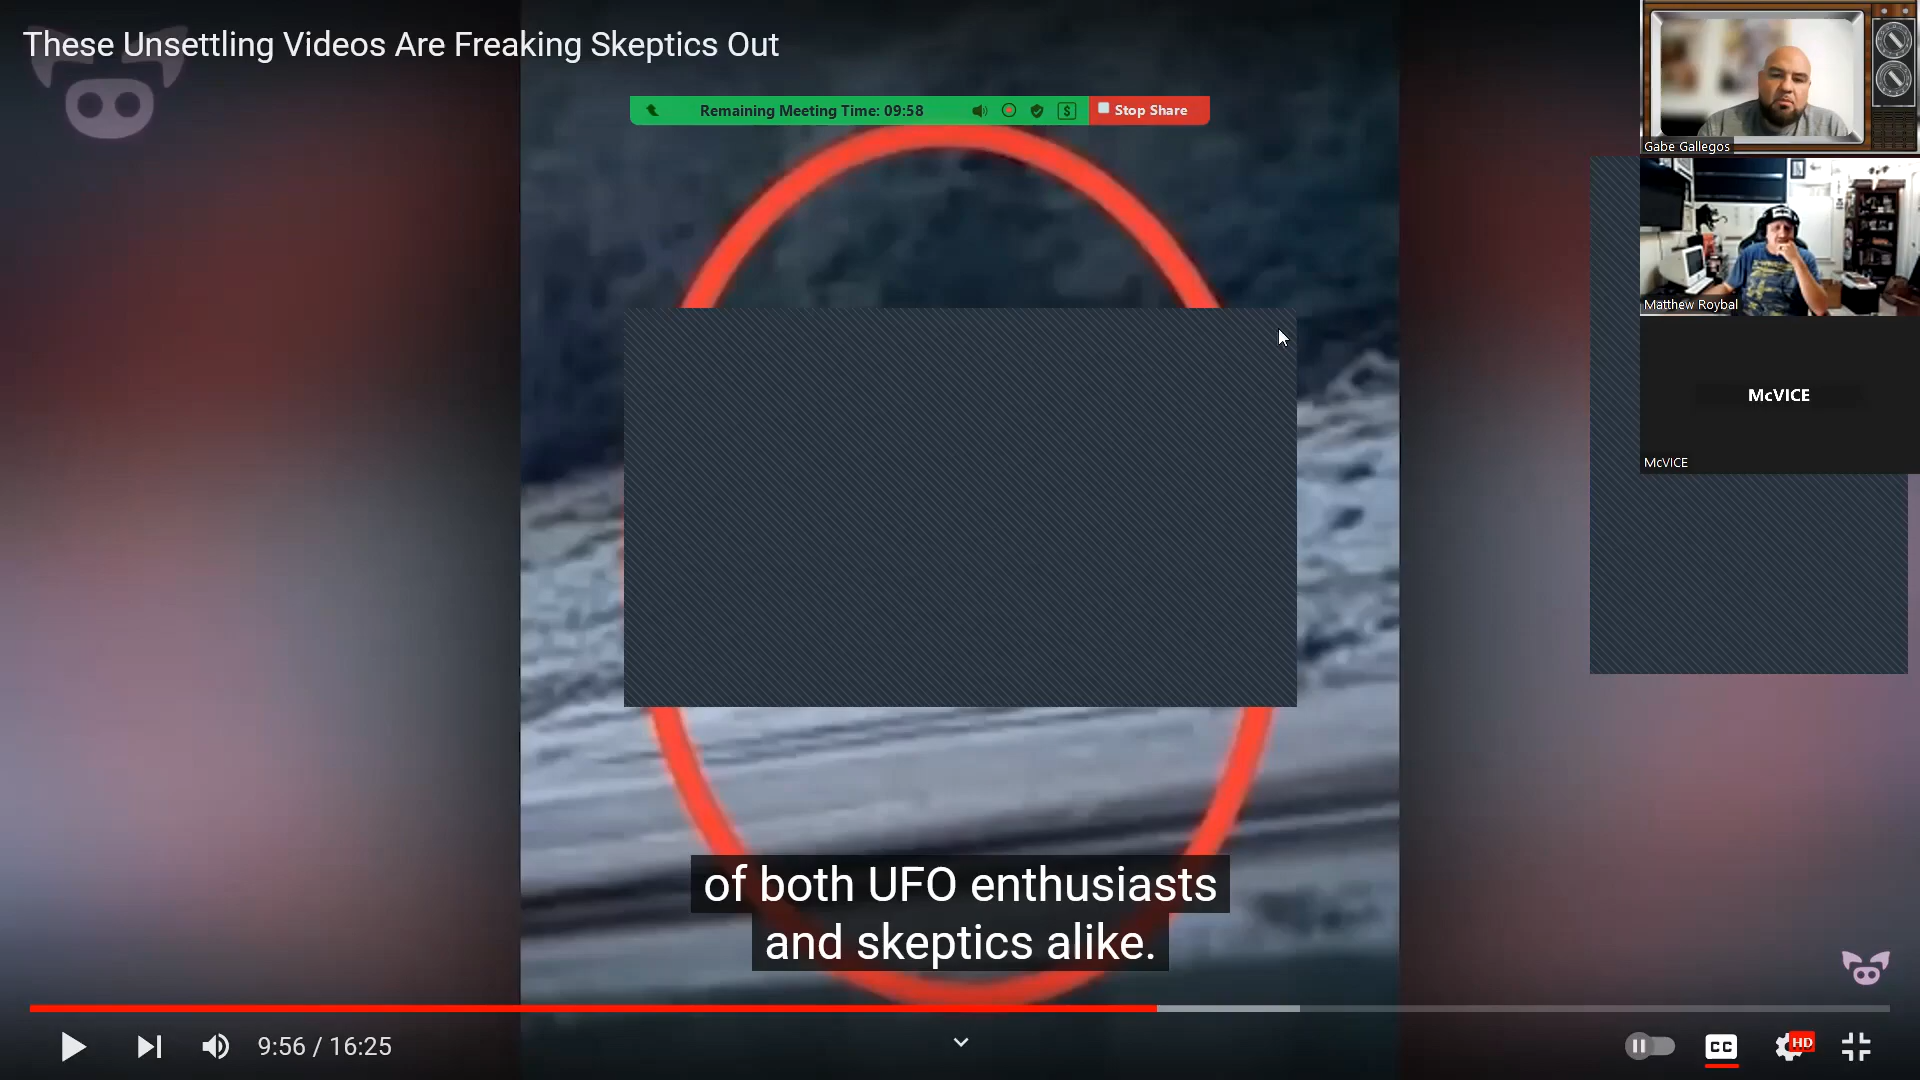 These Unsettling Videos Are Freaking Skeptics Out
Remaining Meeting Time: 09:58
$
Stop Share
Gabe Gallegos
Matthew Roybal
McVICE
McVICE
of both UFO enthusiasts
and skeptics alike.
9:56 / 16:25
CC
HD